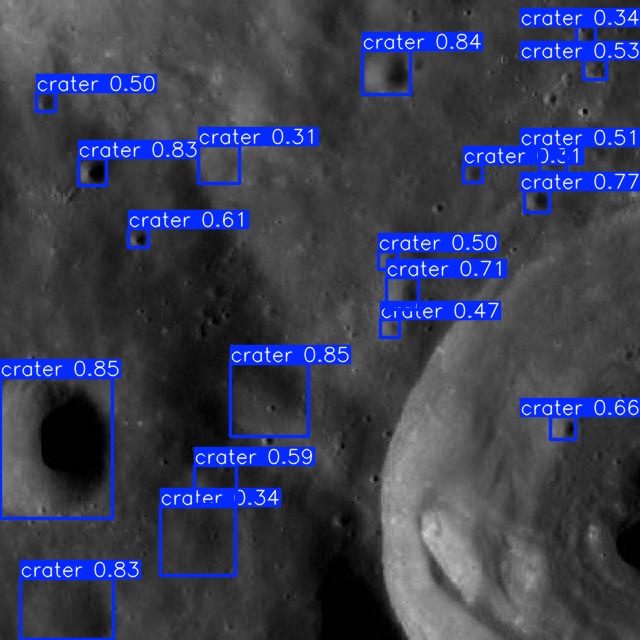 crater 0.34
crater 0.84
crater 0.53
crater 0.50
crater 0.31
crater 0.51
crater 0.83
crater 0.31
crater 0.77
crater 0.61
crater 0.50
crater 0.71
crater 0.47
crater 0.85
crater 0.85
crater 0.66
crater 0.59
crater 0.34
crater 0.83